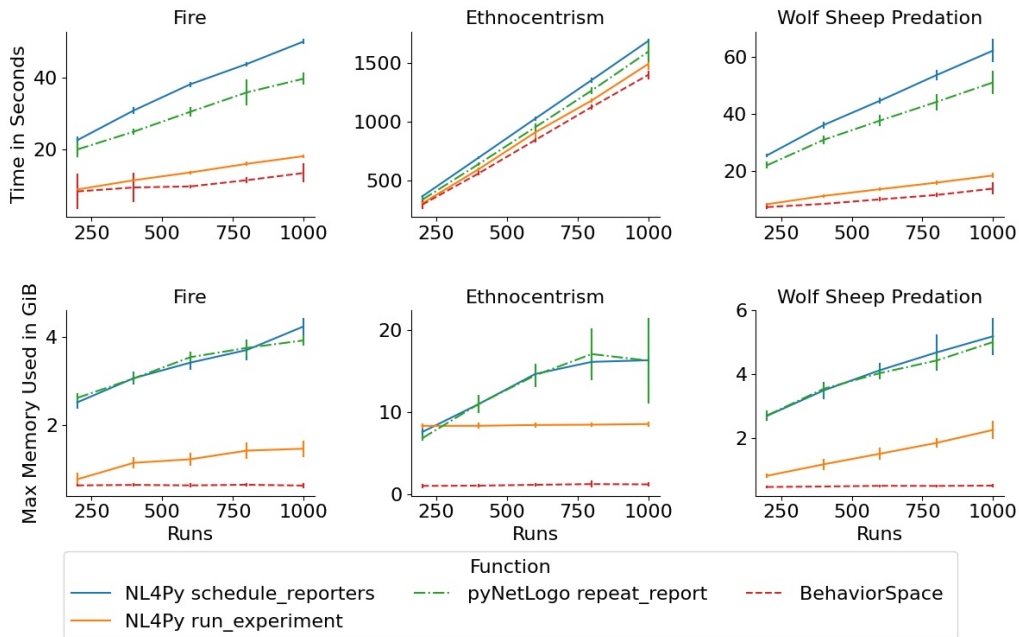 Fire
Ethnocentrism
Wolf Sheep Predation
Time in Seconds
40
20
250 500 750 1000
1500
1000
500
250 500 750 1000
60
40
20
250 500 750 1000
Fire
Ethnocentrism
Wolf Sheep Predation
Max Memory Used in GiB
4
2
250 500 750 1000
Runs
20
10
0
250 500 750 1000
Runs
6
4
2
250 500 750 1000
Runs
Function
NL4Py schedule_reporters
NL4Py run_experiment
pyNetLogo repeat_report
BehaviorSpace